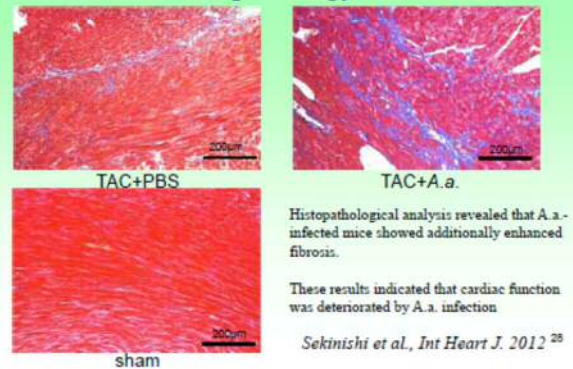 200μm
TAC+PBS
200μm
TAC+A.a.
200μm
sham
Histopathological analysis revealed that A.a.-
infected mice showed additionally enhanced
fibrosis.
These results indicated that cardiac function
was deteriorated by A.a. infection
Sekinishi et al., Int Heart J. 2012